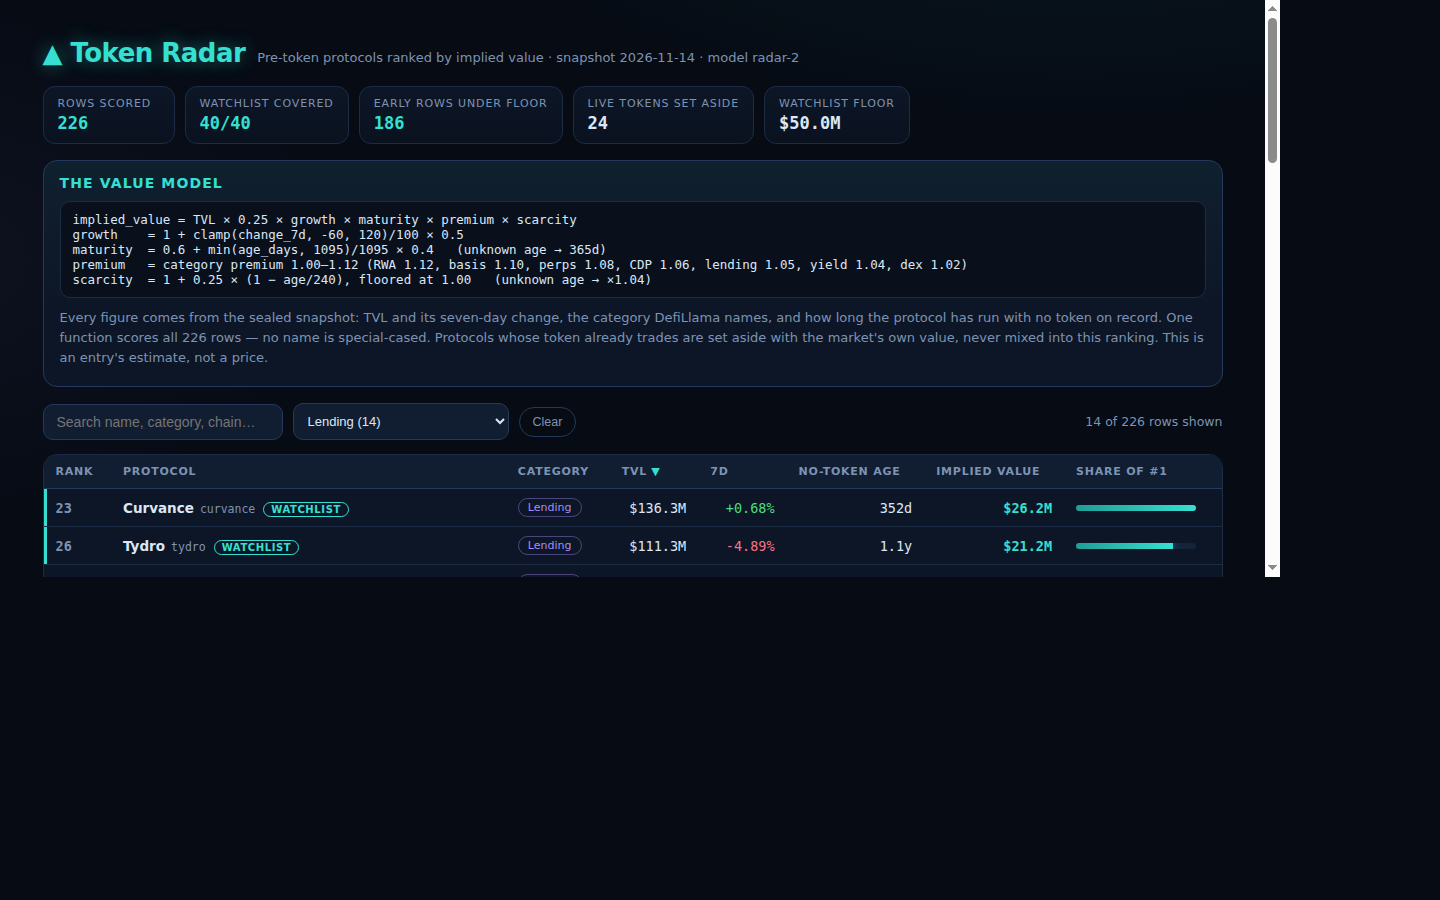 ▲ Token Radar Pre-token protocols ranked by implied value · snapshot 2026-11-14 · model radar-2
ROWS SCORED WATCHLIST COVERED EARLY ROWS UNDER FLOOR LIVE TOKENS SET ASIDE WATCHLIST FLOOR
226 40/40 186 24 $50.0M
THE VALUE MODEL
implied_value = TVL × 0.25 × growth × maturity × premium × scarcity
growth = 1 + clamp(change_7d, -60, 120)/100 × 0.5
maturity = 0.6 + min(age_days, 1095)/1095 × 0.4 (unknown age → 365d)
premium = category premium 1.00–1.12 (RWA 1.12, basis 1.10, perps 1.08, CDP 1.06, lending 1.05, yield 1.04, dex 1.02)
scarcity = 1 + 0.25 × (1 − age/240), floored at 1.00 (unknown age → ×1.04)
Every figure comes from the sealed snapshot: TVL and its seven-day change, the category DefiLlama names, and how long the protocol has run with no token on record. One
function scores all 226 rows — no name is special-cased. Protocols whose token already trades are set aside with the market's own value, never mixed into this ranking. This is
an entry's estimate, not a price.
Search name, category, chain… Lending (14) Clear 14 of 226 rows shown
RANK PROTOCOL CATEGORY TVL ▼ 7D NO-TOKEN AGE IMPLIED VALUE SHARE OF #1
23 Curvance curvance WATCHLIST Lending $136.3M +0.68% 352d $26.2M
26 Tydro tydro WATCHLIST Lending $111.3M -4.89% 1.1y $21.2M